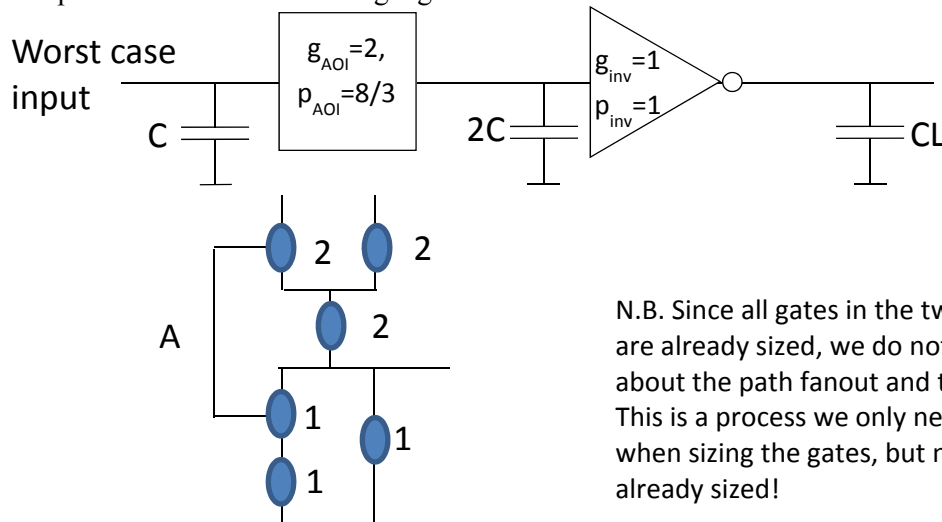 Worst case
input
C
g_AOI=2,
p_AOI=8/3
2C
g_inv=1
p_inv=1
CL
A
2
2
2
1
1
1
N.B. Since all gates in the tw
are already sized, we do not
about the path fanout and t
This is a process we only ne
when sizing the gates, but n
already sized!